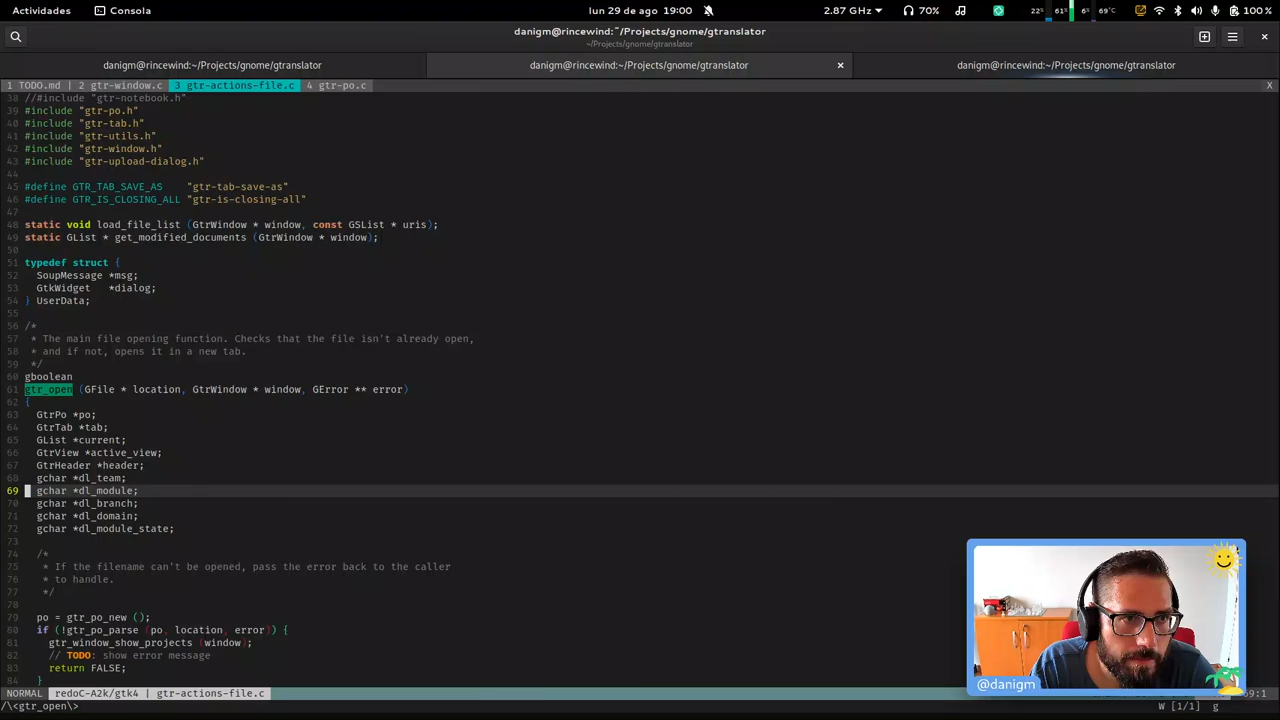 Actividades
Consola
lun 29 de ago 19:00
2.87 GHz
70%
22%
61%
6%
69°C
100 %
danigm@rincewind:~/Projects/gnome/gtranslator
~/Projects/gnome/gtranslator
danigm@rincewind:~/Projects/gnome/gtranslator
danigm@rincewind:~/Projects/gnome/gtranslator
danigm@rincewind:~/Projects/gnome/gtranslator
1 TODO.md | 2 gtr-window.c 3 gtr-actions-file.c 4 gtr-po.c X
38 //#include "gtr-notebook.h"
39 #include "gtr-po.h"
40 #include "gtr-tab.h"
41 #include "gtr-utils.h"
42 #include "gtr-window.h"
43 #include "gtr-upload-dialog.h"
44
45 #define GTR_TAB_SAVE_AS "gtr-tab-save-as"
46 #define GTR_IS_CLOSING_ALL "gtr-is-closing-all"
47
48 static void load_file_list (GtrWindow * window, const GSList * uris);
49 static GList * get_modified_documents (GtrWindow * window);
50
51 typedef struct {
52 SoupMessage *msg;
53 GtkWidget *dialog;
54 } UserData;
55
56 /*
57 * The main file opening function. Checks that the file isn't already open,
58 * and if not, opens it in a new tab.
59 */
60 gboolean
61 gtr_open (GFile * location, GtrWindow * window, GError ** error)
62 {
63 GtrPo *po;
64 GtrTab *tab;
65 GList *current;
66 GtrView *active_view;
67 GtrHeader *header;
68 gchar *dl_team;
69 gchar *dl_module;
70 gchar *dl_branch;
71 gchar *dl_domain;
72 gchar *dl_module_state;
73
74 /*
75 * If the filename can't be opened, pass the error back to the caller
76 * to handle.
77 */
78
79 po = gtr_po_new ();
80 if (!gtr_po_parse (po, location, error)) {
81 gtr_window_show_projects (window);
82 // TODO: show error message
83 return FALSE;
84 }
NORMAL redoC-A2k/gtk4 | gtr-actions-file.c 69:1
/\<gtr_open\> W [1/1] g
@danigm